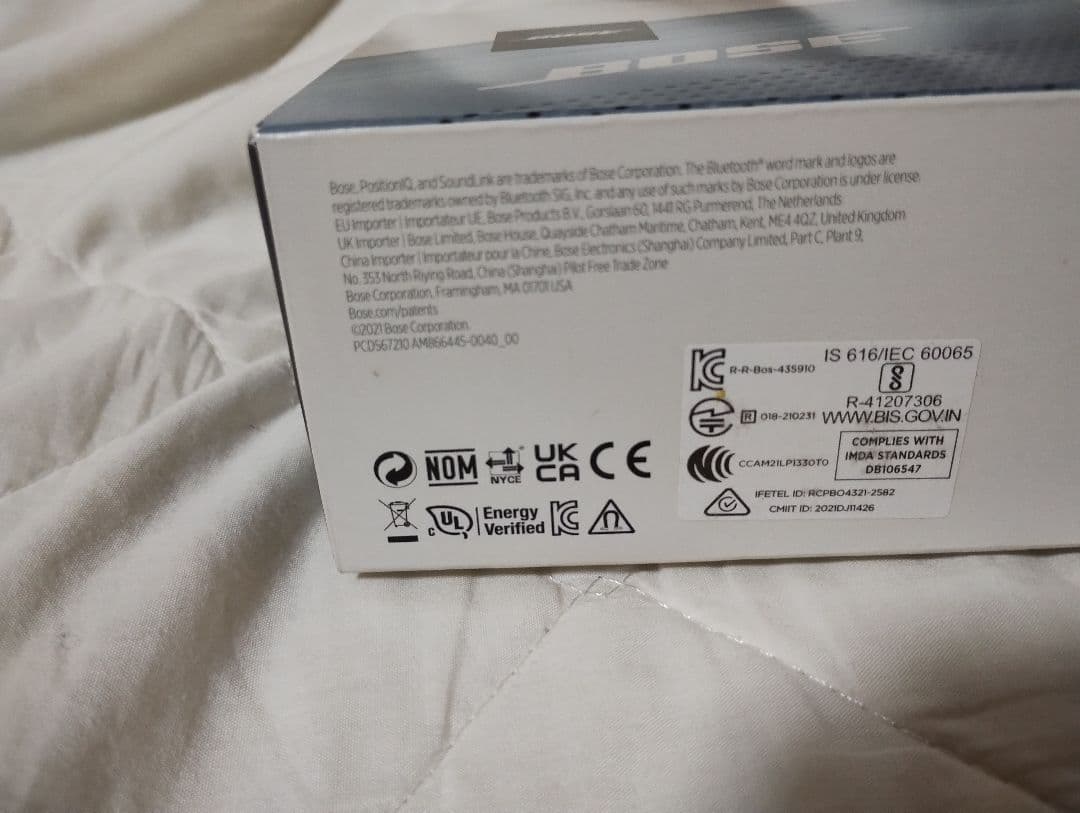 BOSE
Bose, PositionIQ, and SoundLink are trademarks of Bose Corporation. The Bluetooth® word mark and logos are
registered trademarks owned by Bluetooth SIG, Inc. and any use of such marks by Bose Corporation is under license.
EU Importer | Importateur UE, Bose Products B.V., Gorslaan 60, 1441 RG Purmerend, The Netherlands
UK Importer | Bose Limited, Bose House, Quayside Chatham Maritime, Chatham, Kent, ME4 4QZ, United Kingdom
China Importer | Importateur pour la Chine, Bose Electronics (Shanghai) Company Limited, Part C, Plant 9,
No. 353 North Riying Road, China (Shanghai) Pilot Free Trade Zone
Bose Corporation, Framingham, MA 01701 USA
Bose.com/patents
©2021 Bose Corporation.
PCD567210 AM866445-0040_00
IS 616/IEC 60065
R-R-Bos-435910
R-41207306
R 018-210231 WWW.BIS.GOV.IN
COMPLIES WITH
IMDA STANDARDS
DB106547
CCAM21LP1330T0
IFETEL ID: RCPBO4321-2582
CMIIT ID: 2021DJ11426
NOM NYCE UK CA CE
c UL Energy Verified